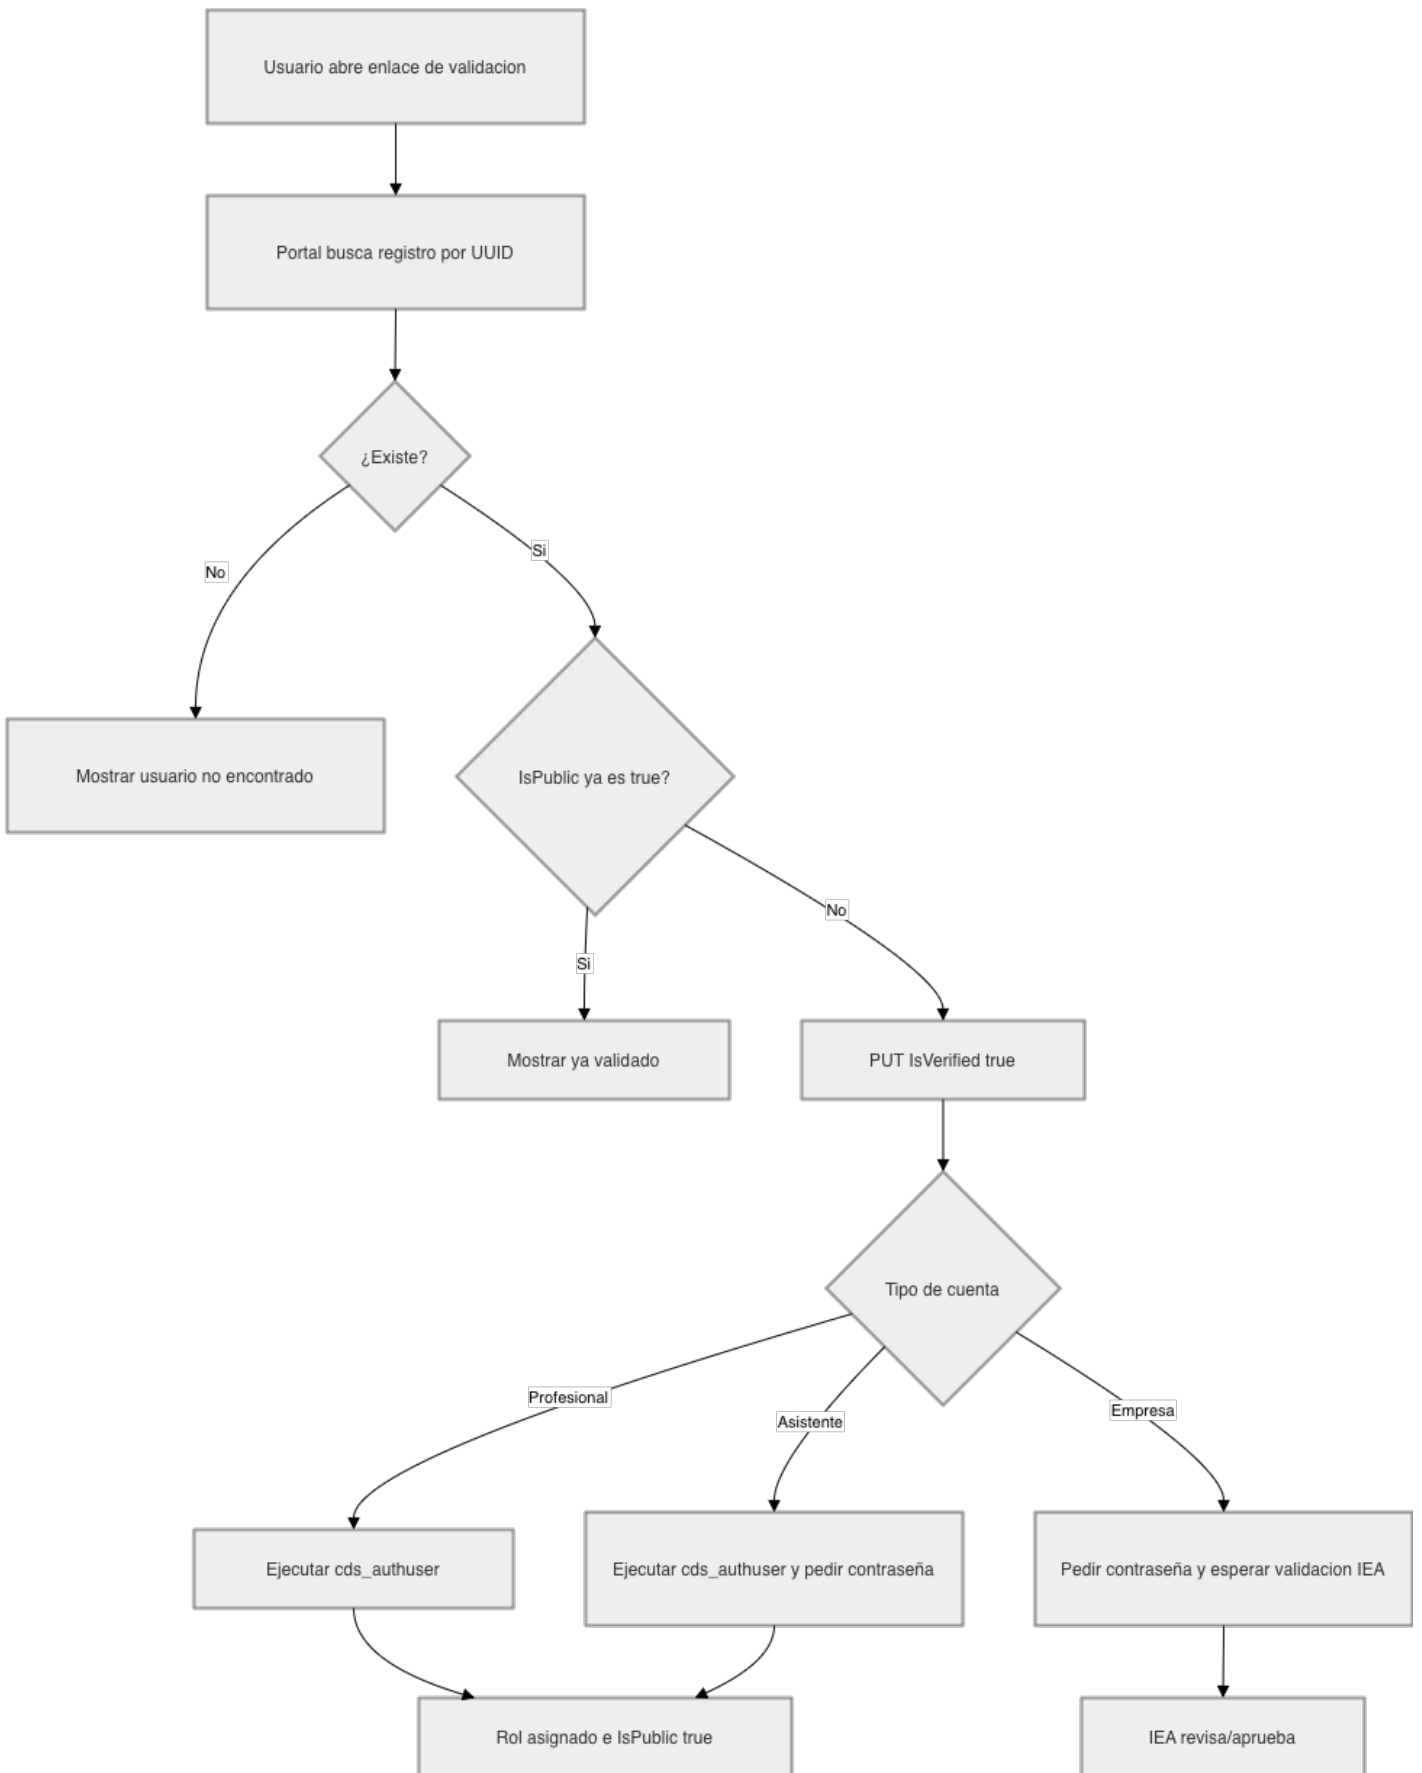 Usuario abre enlace de validacion
Portal busca registro por UUID
¿Existe?
No
Si
Mostrar usuario no encontrado
IsPublic ya es true?
Si
No
Mostrar ya validado
PUT IsVerified true
Tipo de cuenta
Profesional
Asistente
Empresa
Ejecutar cds_authuser
Ejecutar cds_authuser y pedir contraseña
Pedir contraseña y esperar validacion IEA
Rol asignado e IsPublic true
IEA revisa/aprueba